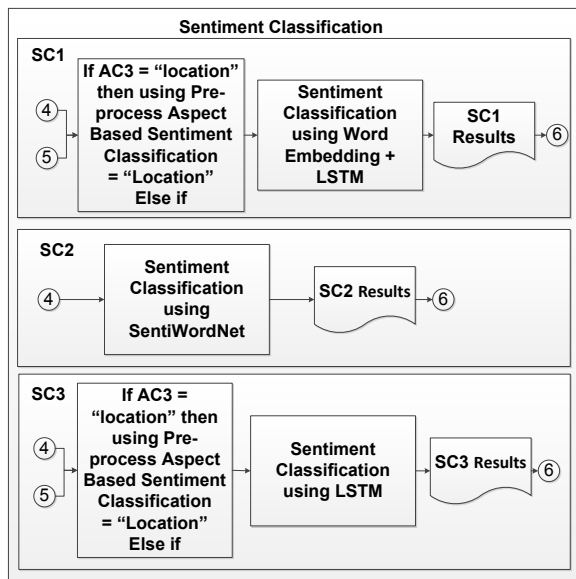 Sentiment Classification
SC1
4
5
If AC3 = “location”
then using Pre-
process Aspect
Based Sentiment
Classification
= “Location”
Else if
Sentiment
Classification
using Word
Embedding +
LSTM
SC1
Results
6
SC2
4
Sentiment
Classification
using
SentiWordNet
SC2 Results
6
SC3
4
5
If AC3 =
“location” then
using Pre-
process Aspect
Based Sentiment
Classification
= “Location”
Else if
Sentiment
Classification
using LSTM
SC3 Results
6